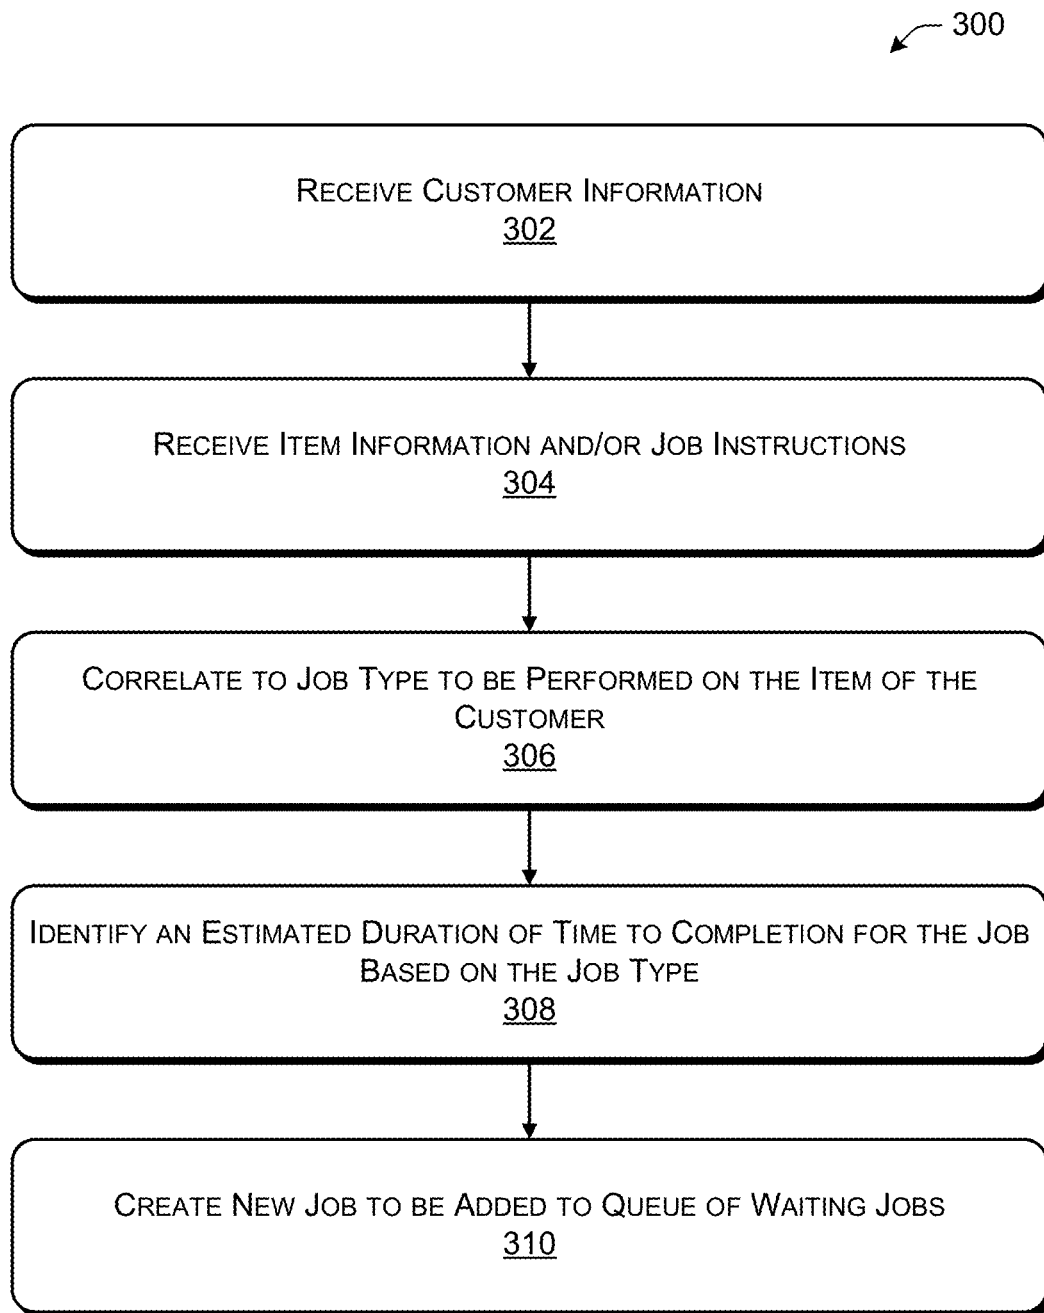 300
RECEIVE CUSTOMER INFORMATION
302
RECEIVE ITEM INFORMATION AND/OR JOB INSTRUCTIONS
304
CORRELATE TO JOB TYPE TO BE PERFORMED ON THE ITEM OF THE
CUSTOMER
306
IDENTIFY AN ESTIMATED DURATION OF TIME TO COMPLETION FOR THE JOB
BASED ON THE JOB TYPE
308
CREATE NEW JOB TO BE ADDED TO QUEUE OF WAITING JOBS
310